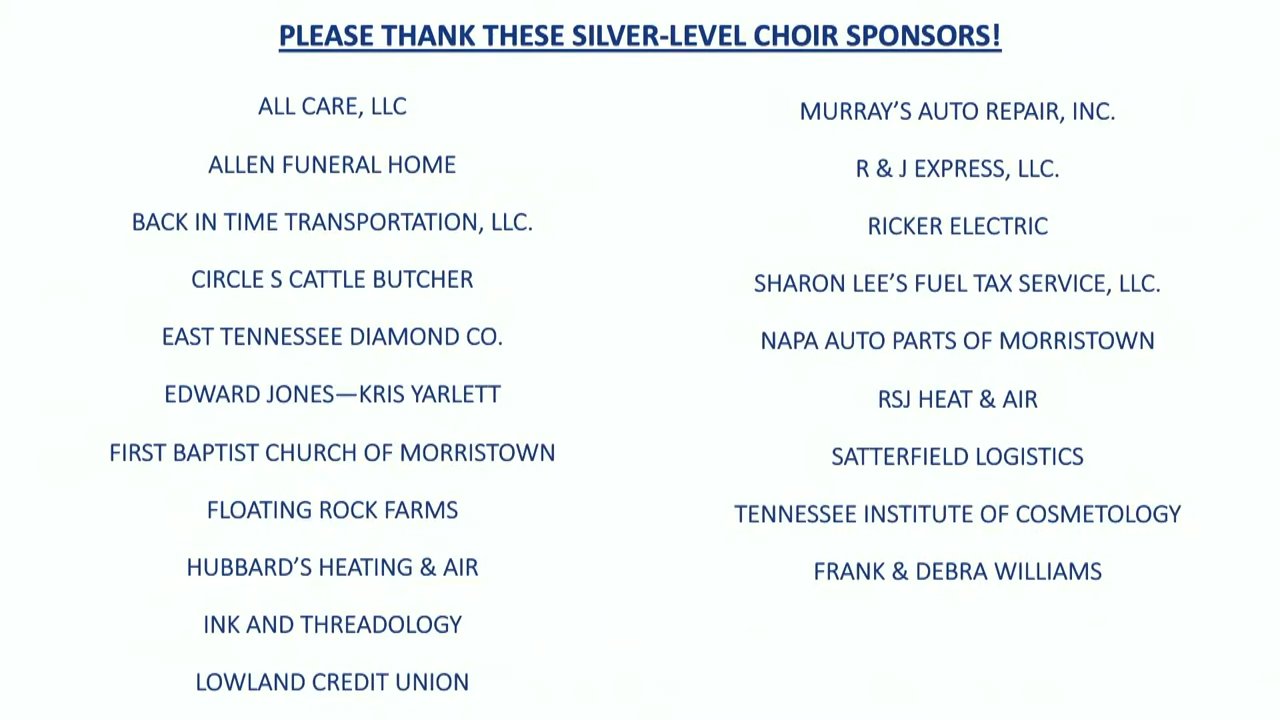 PLEASE THANK THESE SILVER-LEVEL CHOIR SPONSORS!
ALL CARE, LLC
ALLEN FUNERAL HOME
BACK IN TIME TRANSPORTATION, LLC.
CIRCLE S CATTLE BUTCHER
EAST TENNESSEE DIAMOND CO.
EDWARD JONES—KRIS YARLETT
FIRST BAPTIST CHURCH OF MORRISTOWN
FLOATING ROCK FARMS
HUBBARD’S HEATING & AIR
INK AND THREADOLOGY
LOWLAND CREDIT UNION
MURRAY’S AUTO REPAIR, INC.
R & J EXPRESS, LLC.
RICKER ELECTRIC
SHARON LEE’S FUEL TAX SERVICE, LLC.
NAPA AUTO PARTS OF MORRISTOWN
RSJ HEAT & AIR
SATTERFIELD LOGISTICS
TENNESSEE INSTITUTE OF COSMETOLOGY
FRANK & DEBRA WILLIAMS